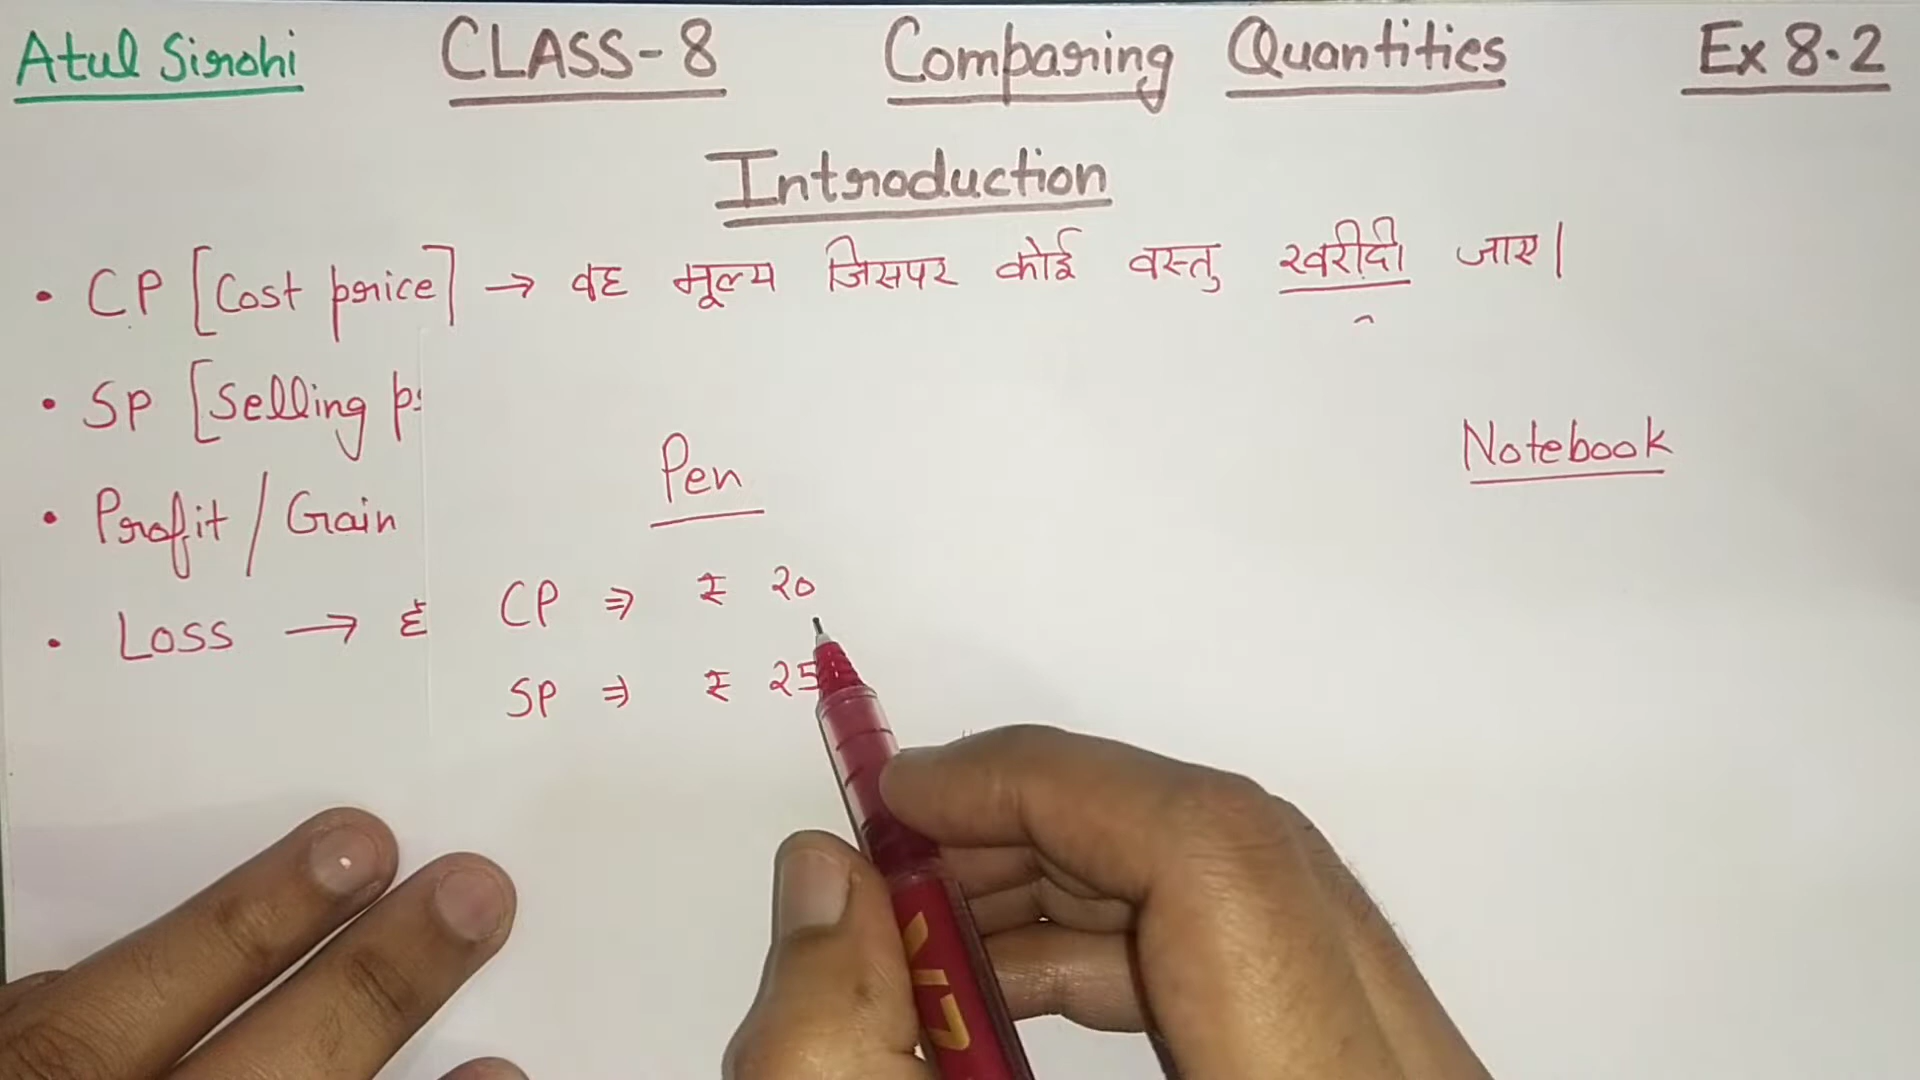 Atul Sirohi CLASS-8 Comparing Quantities Ex 8.2
Introduction
• CP [Cost price] → वह मूल्य जिसपर कोई वस्तु खरीदी जाए।
• SP [Selling
• Profit / Gain
• Loss →
Pen
CP ⇒ ₹ 20
SP ⇒ ₹ 25
Notebook